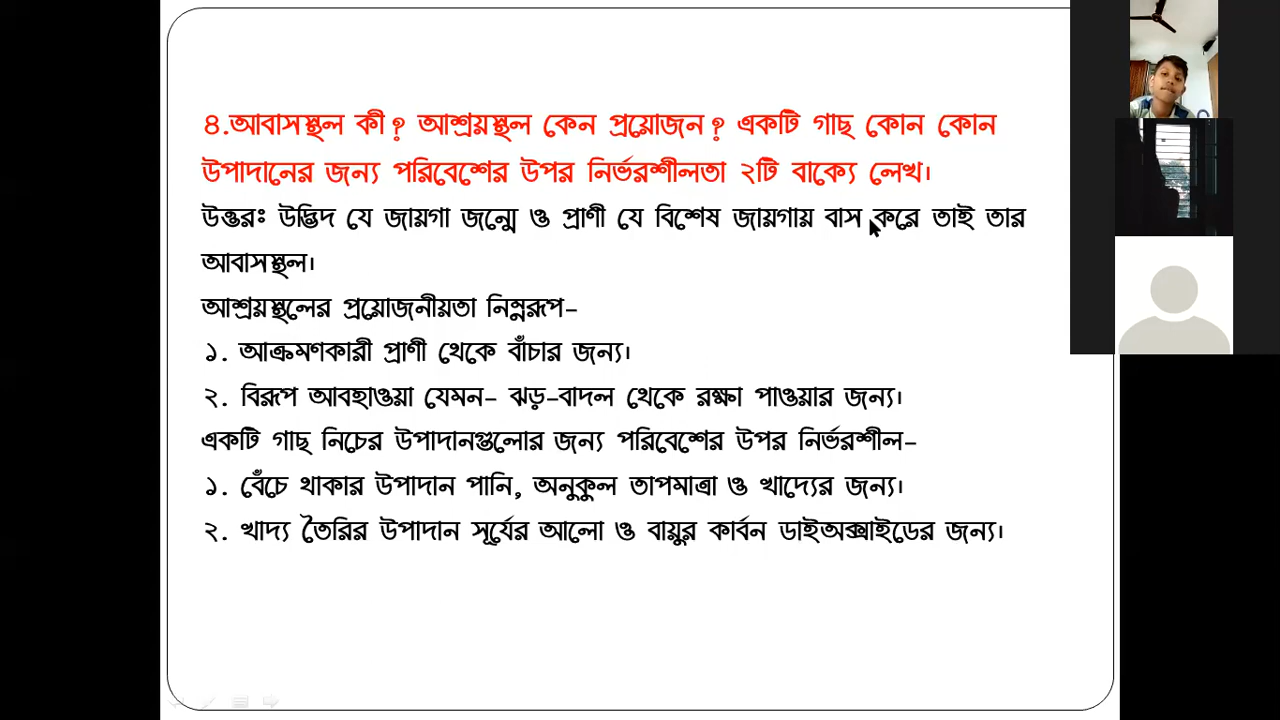 ৪.আবাসস্থল কী? আশ্রয়স্থল কেন প্রয়োজন? একটি গাছ কোন কোন
উপাদানের জন্য পরিবেশের উপর নির্ভরশীলতা ২টি বাক্যে লেখ।
উত্তরঃ উদ্ভিদ যে জায়গা জন্মে ও প্রাণী যে বিশেষ জায়গায় বাস করে তাই তার
আবাসস্থল।
আশ্রয়স্থলের প্রয়োজনীয়তা নিম্নরূপ-
১. আক্রমণকারী প্রাণী থেকে বাঁচার জন্য।
২. বিরূপ আবহাওয়া যেমন- ঝড়-বাদল থেকে রক্ষা পাওয়ার জন্য।
একটি গাছ নিচের উপাদানগুলোর জন্য পরিবেশের উপর নির্ভরশীল-
১. বেঁচে থাকার উপাদান পানি, অনুকুল তাপমাত্রা ও খাদ্যের জন্য।
২. খাদ্য তৈরির উপাদান সূর্যের আলো ও বায়ুর কার্বন ডাইঅক্সাইডের জন্য।